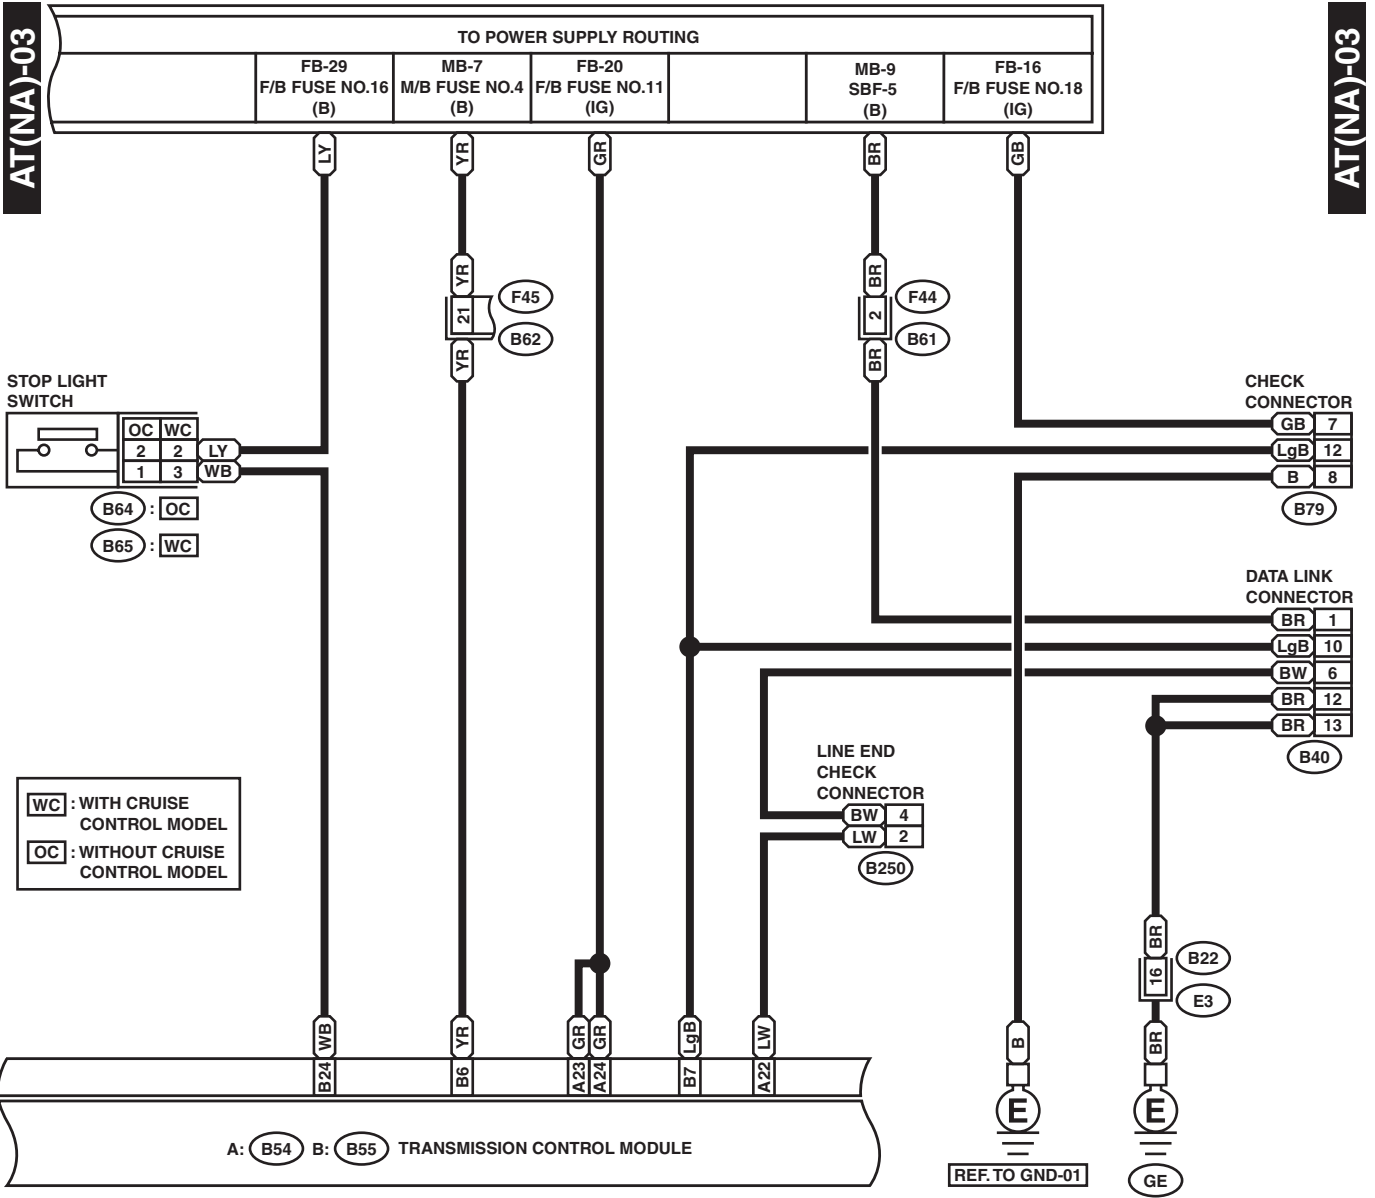 AT(NA)-03
AT(NA)-03
TO POWER SUPPLY ROUTING
FB-29
F/B FUSE NO.16
(B)
MB-7
M/B FUSE NO.4
(B)
FB-20
F/B FUSE NO.11
(IG)
MB-9
SBF-5
(B)
FB-16
F/B FUSE NO.18
(IG)
LY
YR
GR
BR
GB
YR
21
YR
F45
B62
BR
2
BR
F44
B61
STOP LIGHT
SWITCH
OC WC
2 2 LY
1 3 WB
B64 : OC
B65 : WC
CHECK
CONNECTOR
GB 7
LgB 12
B 8
B79
DATA LINK
CONNECTOR
BR 1
LgB 10
BW 6
BR 12
BR 13
B40
LINE END
CHECK
CONNECTOR
BW 4
LW 2
B250
WC : WITH CRUISE
CONTROL MODEL
OC : WITHOUT CRUISE
CONTROL MODEL
BR
16
BR
B22
E3
WB
YR
GR
GR
LgB
LW
B
B24
B6
A23
A24
B7
A22
E
E
A: B54 B: B55 TRANSMISSION CONTROL MODULE
REF. TO GND-01
GE